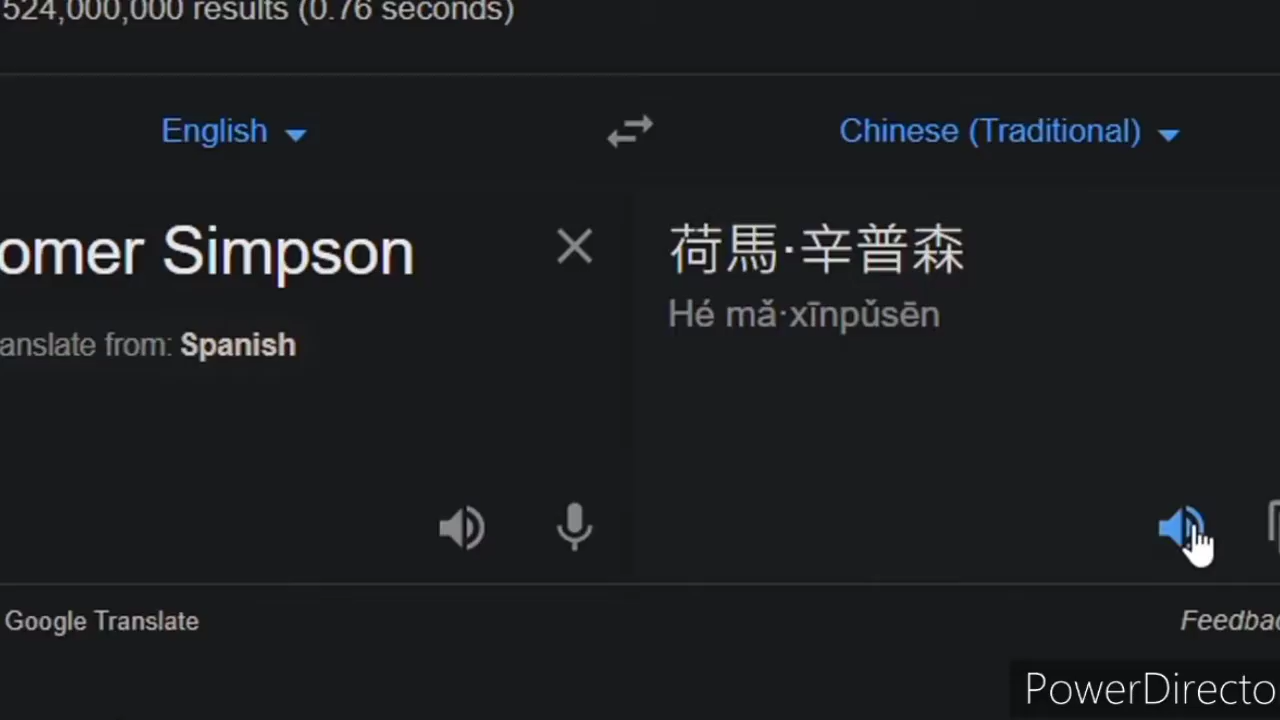 524,000,000 results (0.76 seconds)
English
Chinese (Traditional)
omer Simpson
荷馬·辛普森
Hé mǎ·xīnpǔsēn
anslate from: Spanish
Google Translate
Feedbac
PowerDirecto